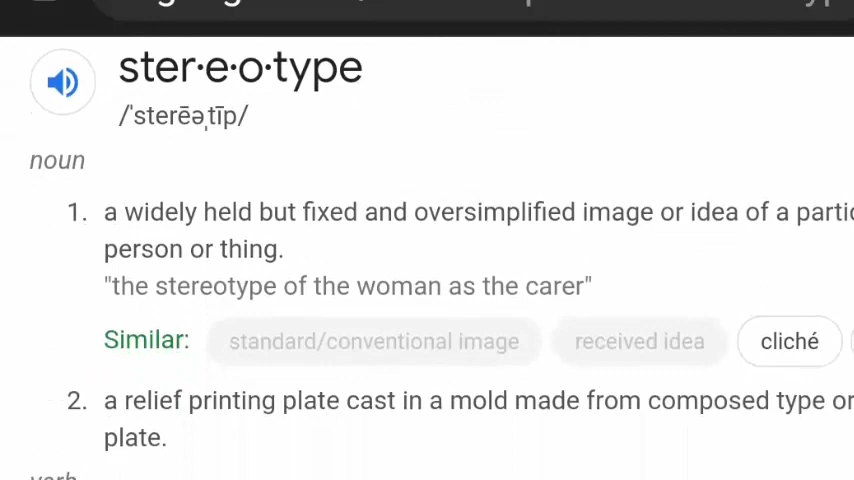 ster·e·o·type
/ˈsterēəˌtīp/
noun
1. a widely held but fixed and oversimplified image or idea of a
person or thing.
"the stereotype of the woman as the carer"
Similar: standard/conventional image received idea cliché
2. a relief printing plate cast in a mold made from composed type or
plate.